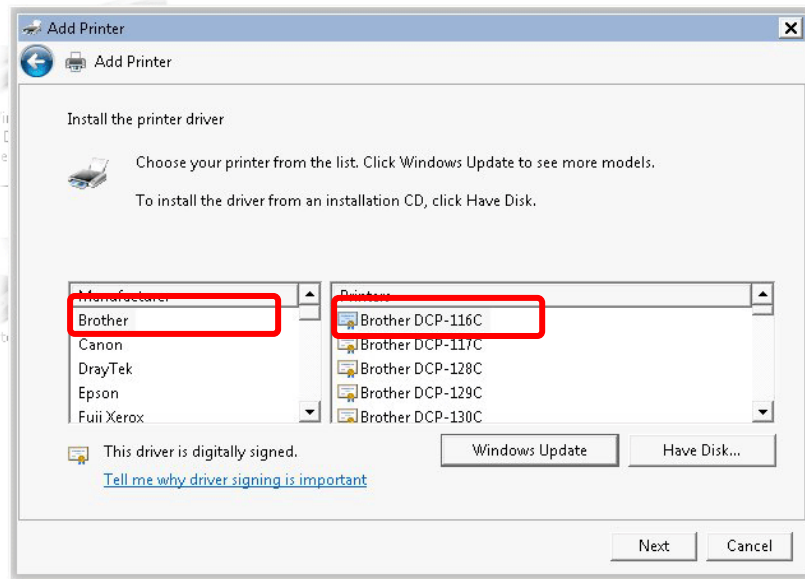 Add Printer
Add Printer
Install the printer driver
Choose your printer from the list. Click Windows Update to see more models.
To install the driver from an installation CD, click Have Disk.
Manufacturer
Brother
Canon
DrayTek
Epson
Fuji Xerox
Printers
Brother DCP-116C
Brother DCP-117C
Brother DCP-128C
Brother DCP-129C
Brother DCP-130C
This driver is digitally signed.
Tell me why driver signing is important
Windows Update
Have Disk...
Next
Cancel